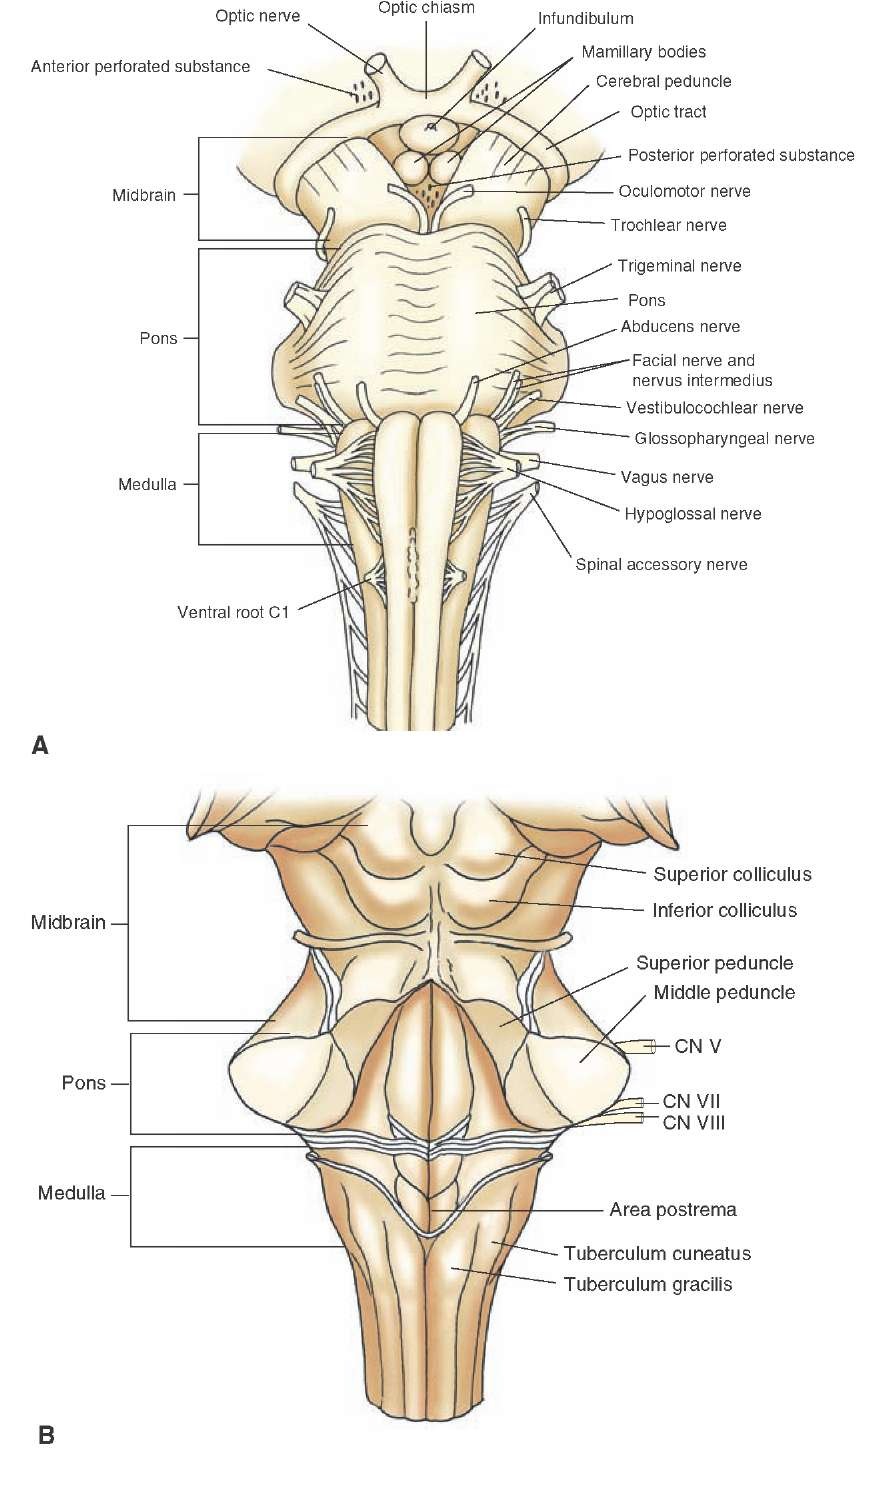 Optic chiasm
Optic nerve
Infundibulum
Mamillary bodies
Anterior perforated substance
Cerebral peduncle
Optic tract
Posterior perforated substance
Midbrain
Oculomotor nerve
Trochlear nerve
Trigeminal nerve
Pons
Abducens nerve
Pons
Facial nerve and
nervus intermedius
Vestibulocochlear nerve
Glossopharyngeal nerve
Vagus nerve
Medulla
Hypoglossal nerve
Spinal accessory nerve
Ventral root C1
A
Superior colliculus
Inferior colliculus
Midbrain
Superior peduncle
Middle peduncle
CN V
Pons
CN VII
CN VIII
Medulla
Area postrema
Tuberculum cuneatus
Tuberculum gracilis
B